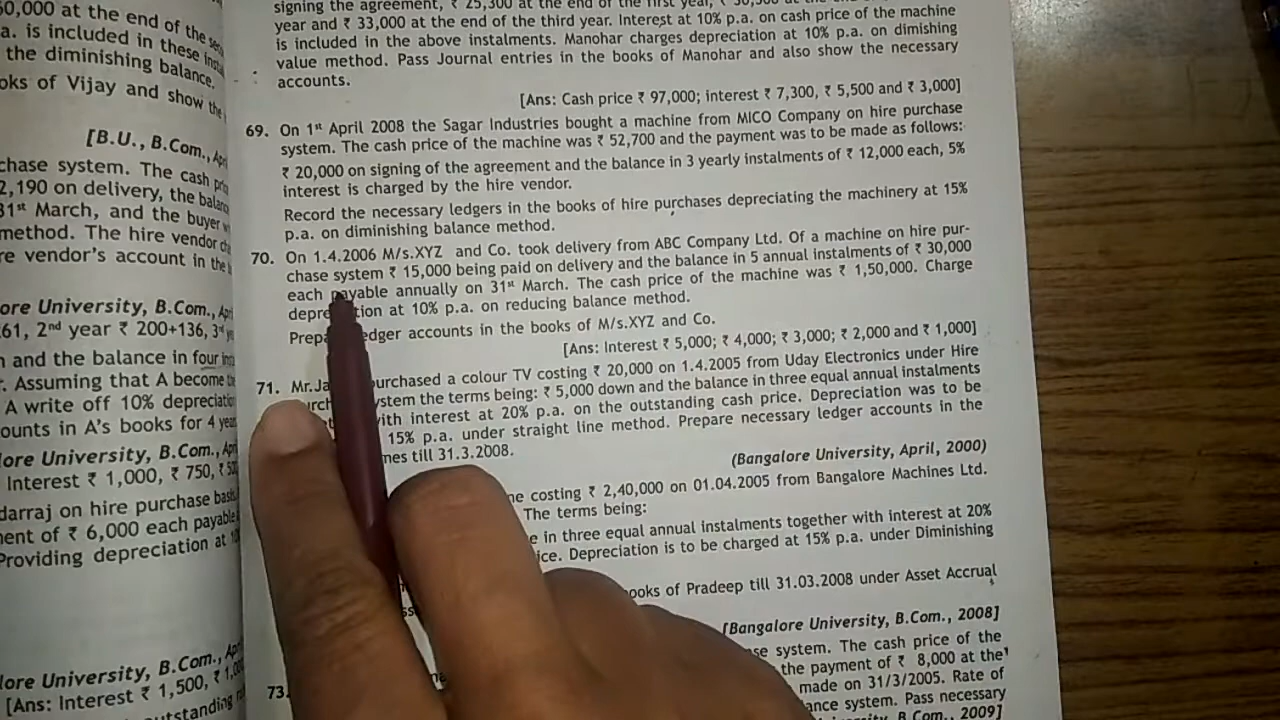 60,000 at the end of the
a. is included in these
the diminishing balance.
oks of Vijay and show the
[B.U., B.Com.,
chase system. The cash
2,190 on delivery, the
31st March, and the buyer
method. The hire vendor
re vendor's account in the
ore University, B.Com.,
61, 2nd year ₹ 200+136, 3rd
n and the balance in four
. Assuming that A become
A write off 10%
ounts in A's books for 4
ore University, B.Com.,
Interest ₹ 1,000, ₹ 750, ₹
darraj on hire purchase
ment of ₹ 6,000 each
Providing depreciation at
lore University, B.Com.,
[Ans: Interest ₹ 1,500,
signing the agreement, ₹ 25,300 at the end of the first year,
year and ₹ 33,000 at the end of the third year. Interest at 10% p.a. on cash price of the machine
is included in the above instalments. Manohar charges depreciation at 10% p.a. on dimishing
value method. Pass Journal entries in the books of Manohar and also show the necessary
accounts.
[Ans: Cash price ₹ 97,000; interest ₹ 7,300, ₹ 5,500 and ₹ 3,000]
69. On 1st April 2008 the Sagar Industries bought a machine from MICO Company on hire purchase
system. The cash price of the machine was ₹ 52,700 and the payment was to be made as follows:
₹ 20,000 on signing of the agreement and the balance in 3 yearly instalments of ₹ 12,000 each, 5%
interest is charged by the hire vendor.
Record the necessary ledgers in the books of hire purchases depreciating the machinery at 15%
p.a. on diminishing balance method.
70. On 1.4.2006 M/s.XYZ and Co. took delivery from ABC Company Ltd. Of a machine on hire pur-
chase system ₹ 15,000 being paid on delivery and the balance in 5 annual instalments of ₹ 30,000
each payable annually on 31st March. The cash price of the machine was ₹ 1,50,000. Charge
tion at 10% p.a. on reducing balance method.
edger accounts in the books of M/s.XYZ and Co.
[Ans: Interest ₹ 5,000; ₹ 4,000; ₹ 3,000; ₹ 2,000 and ₹ 1,000]
71. Mr. urchased a colour TV costing ₹ 20,000 on 1.4.2005 from Uday Electronics under Hire
ystem the terms being: ₹ 5,000 down and the balance in three equal annual instalments
ith interest at 20% p.a. on the outstanding cash price. Depreciation was to be
15% p.a. under straight line method. Prepare necessary ledger accounts in the
mes till 31.3.2008.
(Bangalore University, April, 2000)
ne costing ₹ 2,40,000 on 01.04.2005 from Bangalore Machines Ltd.
The terms being:
e in three equal annual instalments together with interest at 20%
ice. Depreciation is to be charged at 15% p.a. under Diminishing
ooks of Pradeep till 31.03.2008 under Asset Accrual
[Bangalore University, B.Com., 2008]
73.
se system. The cash price of the
the payment of ₹ 8,000 at the
made on 31/3/2005. Rate of
ance system. Pass necessary
B.Com., 2009]